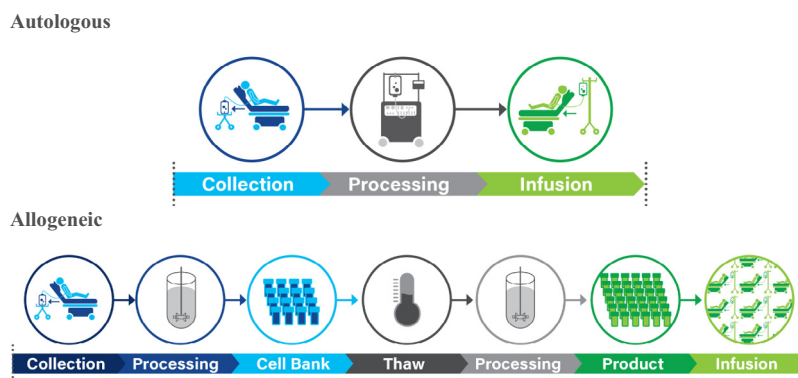 Autologous
Collection Processing Infusion
Allogeneic
Collection Processing Cell Bank Thaw Processing Product Infusion